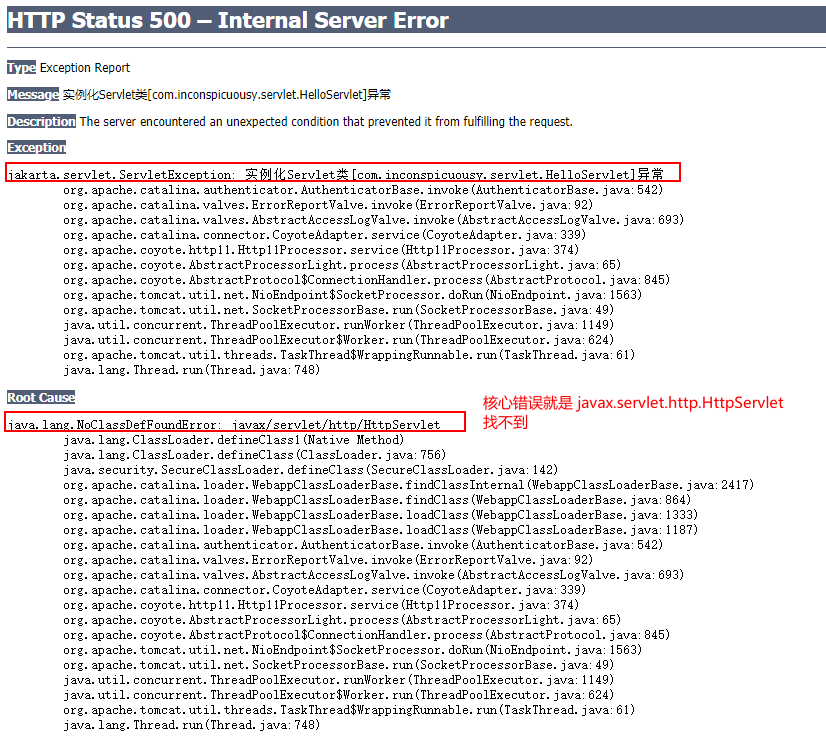 HTTP Status 500 – Internal Server Error
Type Exception Report
Message 实例化Servlet类[com.inconspicuousy.servlet.HelloServlet]异常
Description The server encountered an unexpected condition that prevented it from fulfilling the request.
Exception
jakarta.servlet.ServletException: 实例化Servlet类[com.inconspicuousy.servlet.HelloServlet]异常
org.apache.catalina.authenticator.AuthenticatorBase.invoke(AuthenticatorBase.java:542)
org.apache.catalina.valves.ErrorReportValve.invoke(ErrorReportValve.java:92)
org.apache.catalina.valves.AbstractAccessLogValve.invoke(AbstractAccessLogValve.java:693)
org.apache.catalina.connector.CoyoteAdapter.service(CoyoteAdapter.java:339)
org.apache.coyote.http11.Http11Processor.service(Http11Processor.java:374)
org.apache.coyote.AbstractProcessorLight.process(AbstractProcessorLight.java:65)
org.apache.coyote.AbstractProtocol$ConnectionHandler.process(AbstractProtocol.java:845)
org.apache.tomcat.util.net.NioEndpoint$SocketProcessor.doRun(NioEndpoint.java:1563)
org.apache.tomcat.util.net.SocketProcessorBase.run(SocketProcessorBase.java:49)
java.util.concurrent.ThreadPoolExecutor.runWorker(ThreadPoolExecutor.java:1149)
java.util.concurrent.ThreadPoolExecutor$Worker.run(ThreadPoolExecutor.java:624)
org.apache.tomcat.util.threads.TaskThread$WrappingRunnable.run(TaskThread.java:61)
java.lang.Thread.run(Thread.java:748)
Root Cause
核心错误就是 javax.servlet.http.HttpServlet
找不到
java.lang.NoClassDefFoundError: javax/servlet/http/HttpServlet
java.lang.ClassLoader.defineClass1(Native Method)
java.lang.ClassLoader.defineClass(ClassLoader.java:756)
java.security.SecureClassLoader.defineClass(SecureClassLoader.java:142)
org.apache.catalina.loader.WebappClassLoaderBase.findClassInternal(WebappClassLoaderBase.java:2417)
org.apache.catalina.loader.WebappClassLoaderBase.findClass(WebappClassLoaderBase.java:864)
org.apache.catalina.loader.WebappClassLoaderBase.loadClass(WebappClassLoaderBase.java:1333)
org.apache.catalina.loader.WebappClassLoaderBase.loadClass(WebappClassLoaderBase.java:1187)
org.apache.catalina.authenticator.AuthenticatorBase.invoke(AuthenticatorBase.java:542)
org.apache.catalina.valves.ErrorReportValve.invoke(ErrorReportValve.java:92)
org.apache.catalina.valves.AbstractAccessLogValve.invoke(AbstractAccessLogValve.java:693)
org.apache.catalina.connector.CoyoteAdapter.service(CoyoteAdapter.java:339)
org.apache.coyote.http11.Http11Processor.service(Http11Processor.java:374)
org.apache.coyote.AbstractProcessorLight.process(AbstractProcessorLight.java:65)
org.apache.coyote.AbstractProtocol$ConnectionHandler.process(AbstractProtocol.java:845)
org.apache.tomcat.util.net.NioEndpoint$SocketProcessor.doRun(NioEndpoint.java:1563)
org.apache.tomcat.util.net.SocketProcessorBase.run(SocketProcessorBase.java:49)
java.util.concurrent.ThreadPoolExecutor.runWorker(ThreadPoolExecutor.java:1149)
java.util.concurrent.ThreadPoolExecutor$Worker.run(ThreadPoolExecutor.java:624)
org.apache.tomcat.util.threads.TaskThread$WrappingRunnable.run(TaskThread.java:61)
java.lang.Thread.run(Thread.java:748)